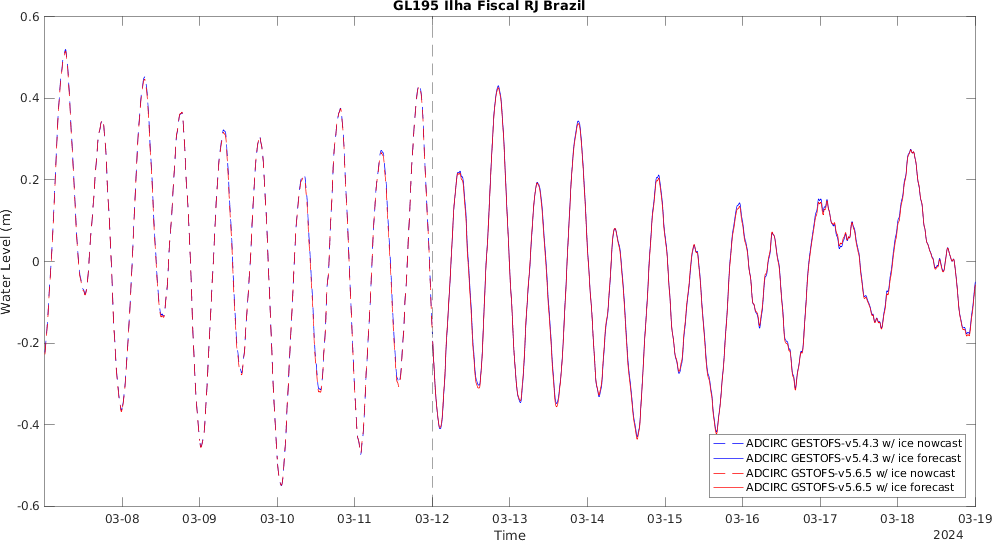 GL195 Ilha Fiscal RJ Brazil
0.6
0.4
0.2
0
-0.2
-0.4
-0.6
Water Level (m)
03-08 03-09 03-10 03-11 03-12 03-13 03-14 03-15 03-16 03-17 03-18 03-19
Time
2024
ADCIRC GESTOFS-v5.4.3 w/ ice nowcast
ADCIRC GESTOFS-v5.4.3 w/ ice forecast
ADCIRC GSTOFS-v5.6.5 w/ ice nowcast
ADCIRC GSTOFS-v5.6.5 w/ ice forecast